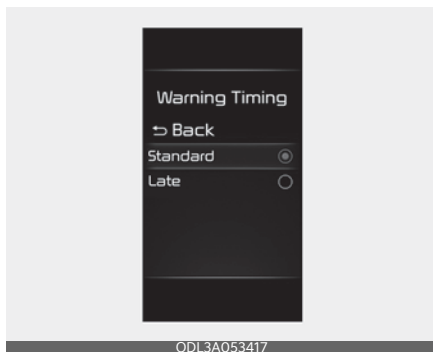 Warning Timing
⮌ Back
Standard
Late
ODL3A053417